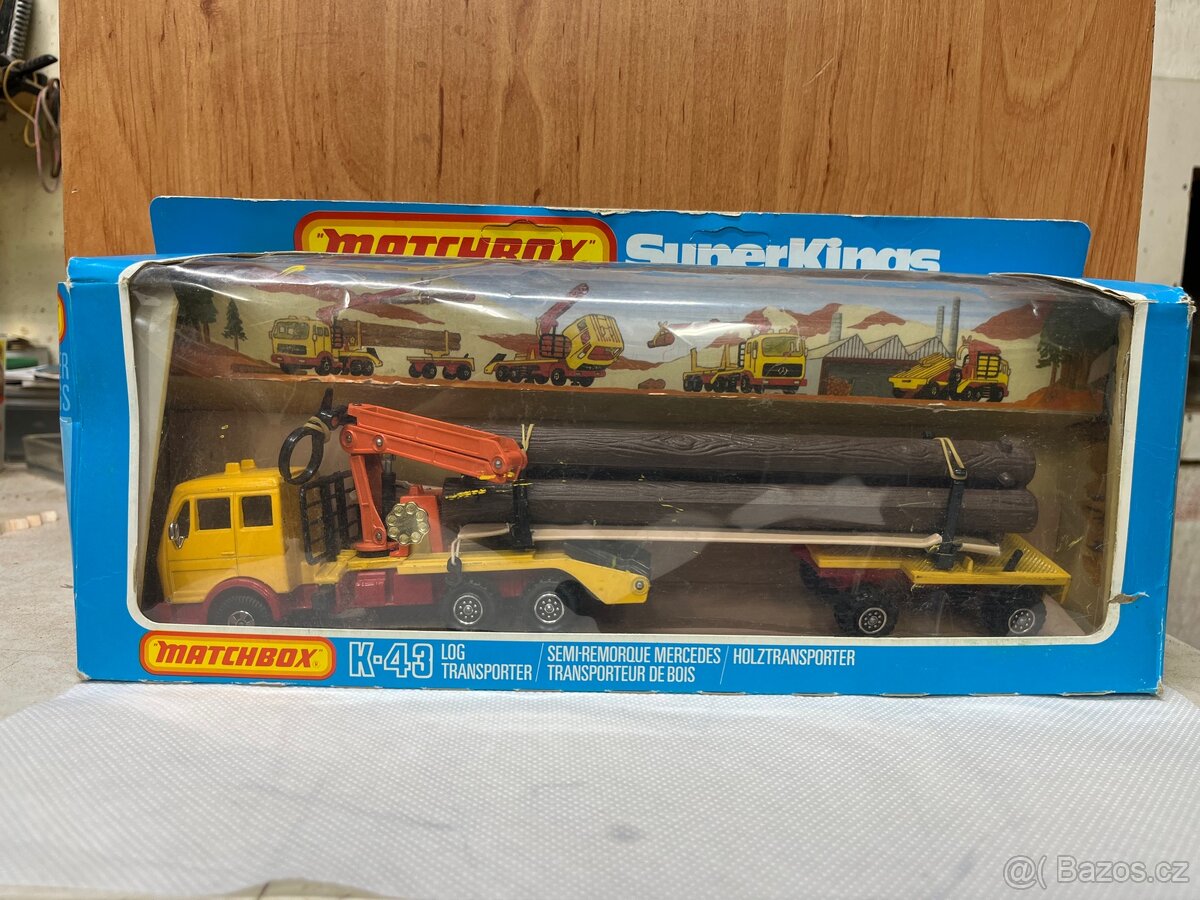 "MATCHBOX" SuperKings
"MATCHBOX" K-43 LOG TRANSPORTER / SEMI-REMORQUE MERCEDES TRANSPORTEUR DE BOIS / HOLZTRANSPORTER
@( Bazos.cz